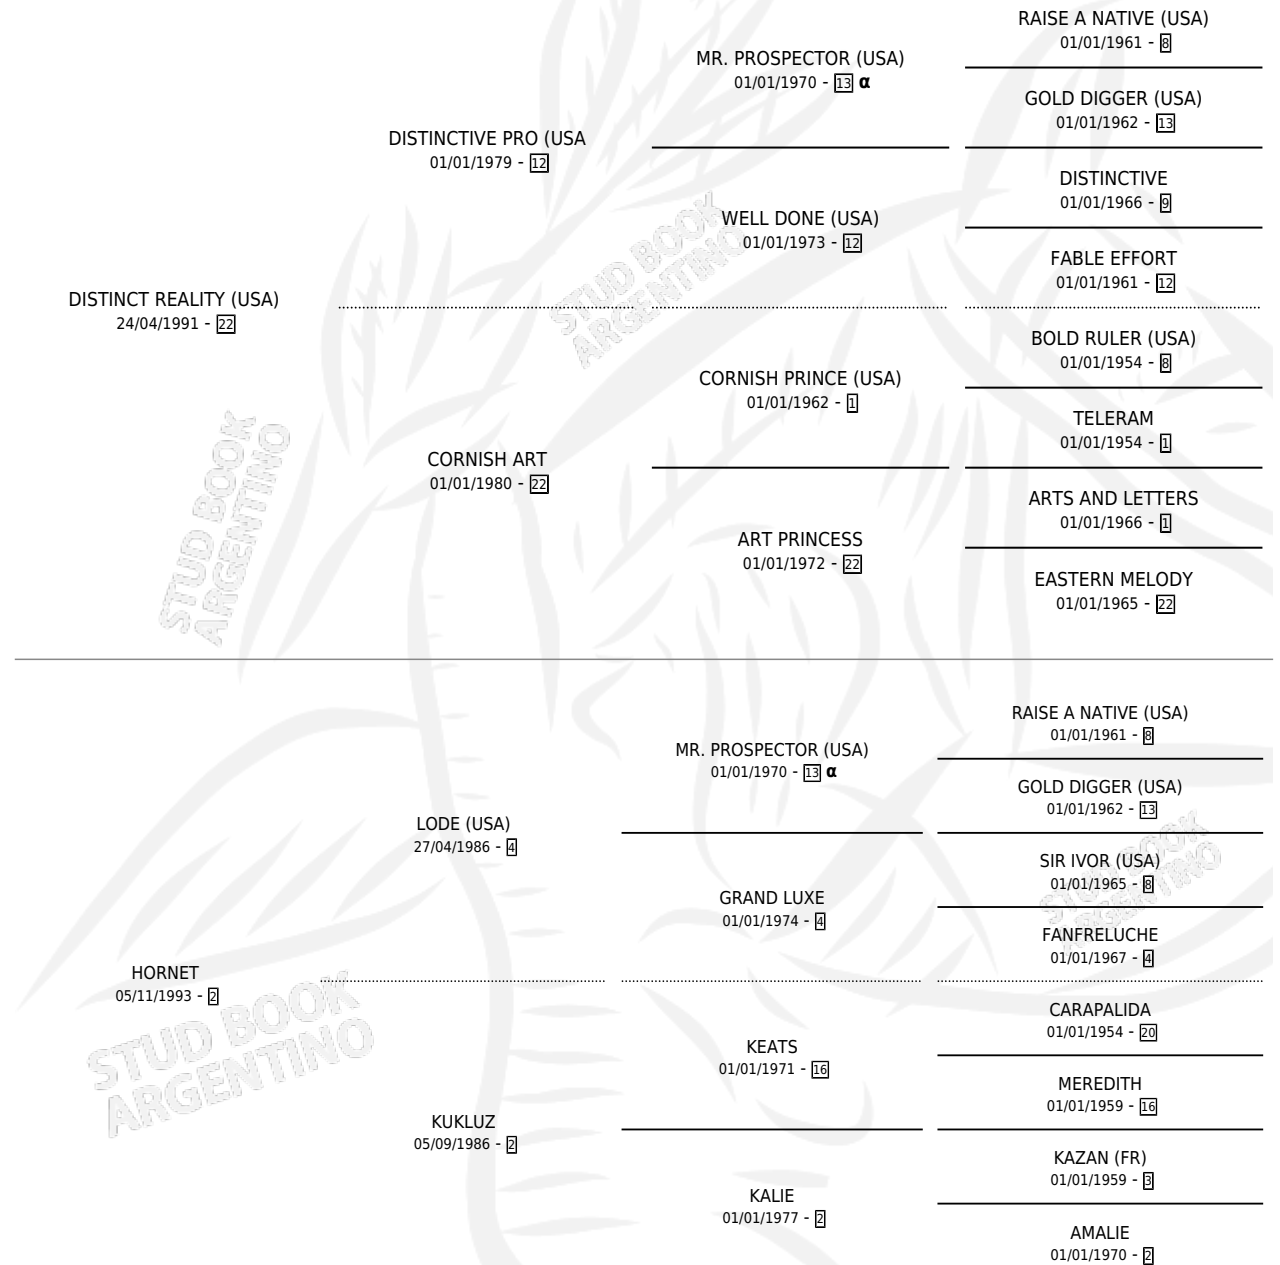 RAISE A NATIVE (USA)
01/01/1961 - 8
MR. PROSPECTOR (USA)
01/01/1970 - 13 α
GOLD DIGGER (USA)
01/01/1962 - 13
DISTINCTIVE PRO (USA
01/01/1979 - 12
DISTINCTIVE
01/01/1966 - 9
WELL DONE (USA)
01/01/1973 - 12
FABLE EFFORT
01/01/1961 - 12
DISTINCT REALITY (USA)
24/04/1991 - 22
BOLD RULER (USA)
01/01/1954 - 8
CORNISH PRINCE (USA)
01/01/1962 - 1
TELERAM
01/01/1954 - 1
CORNISH ART
01/01/1980 - 22
ARTS AND LETTERS
01/01/1966 - 1
ART PRINCESS
01/01/1972 - 22
EASTERN MELODY
01/01/1965 - 22
RAISE A NATIVE (USA)
01/01/1961 - 8
MR. PROSPECTOR (USA)
01/01/1970 - 13 α
GOLD DIGGER (USA)
01/01/1962 - 13
LODE (USA)
27/04/1986 - 4
SIR IVOR (USA)
01/01/1965 - 8
GRAND LUXE
01/01/1974 - 4
FANFRELUCHE
01/01/1967 - 4
HORNET
05/11/1993 - 2
CARAPALIDA
01/01/1954 - 20
KEATS
01/01/1971 - 16
MEREDITH
01/01/1959 - 16
KUKLUZ
05/09/1986 - 2
KAZAN (FR)
01/01/1959 - 3
KALIE
01/01/1977 - 2
AMALIE
01/01/1970 - 2
STUD BOOK
ARGENTINO
STUD BOOK
ARGENTINO
STUD BOOK
ARGENTINO
STUD BOOK
ARGENTINO